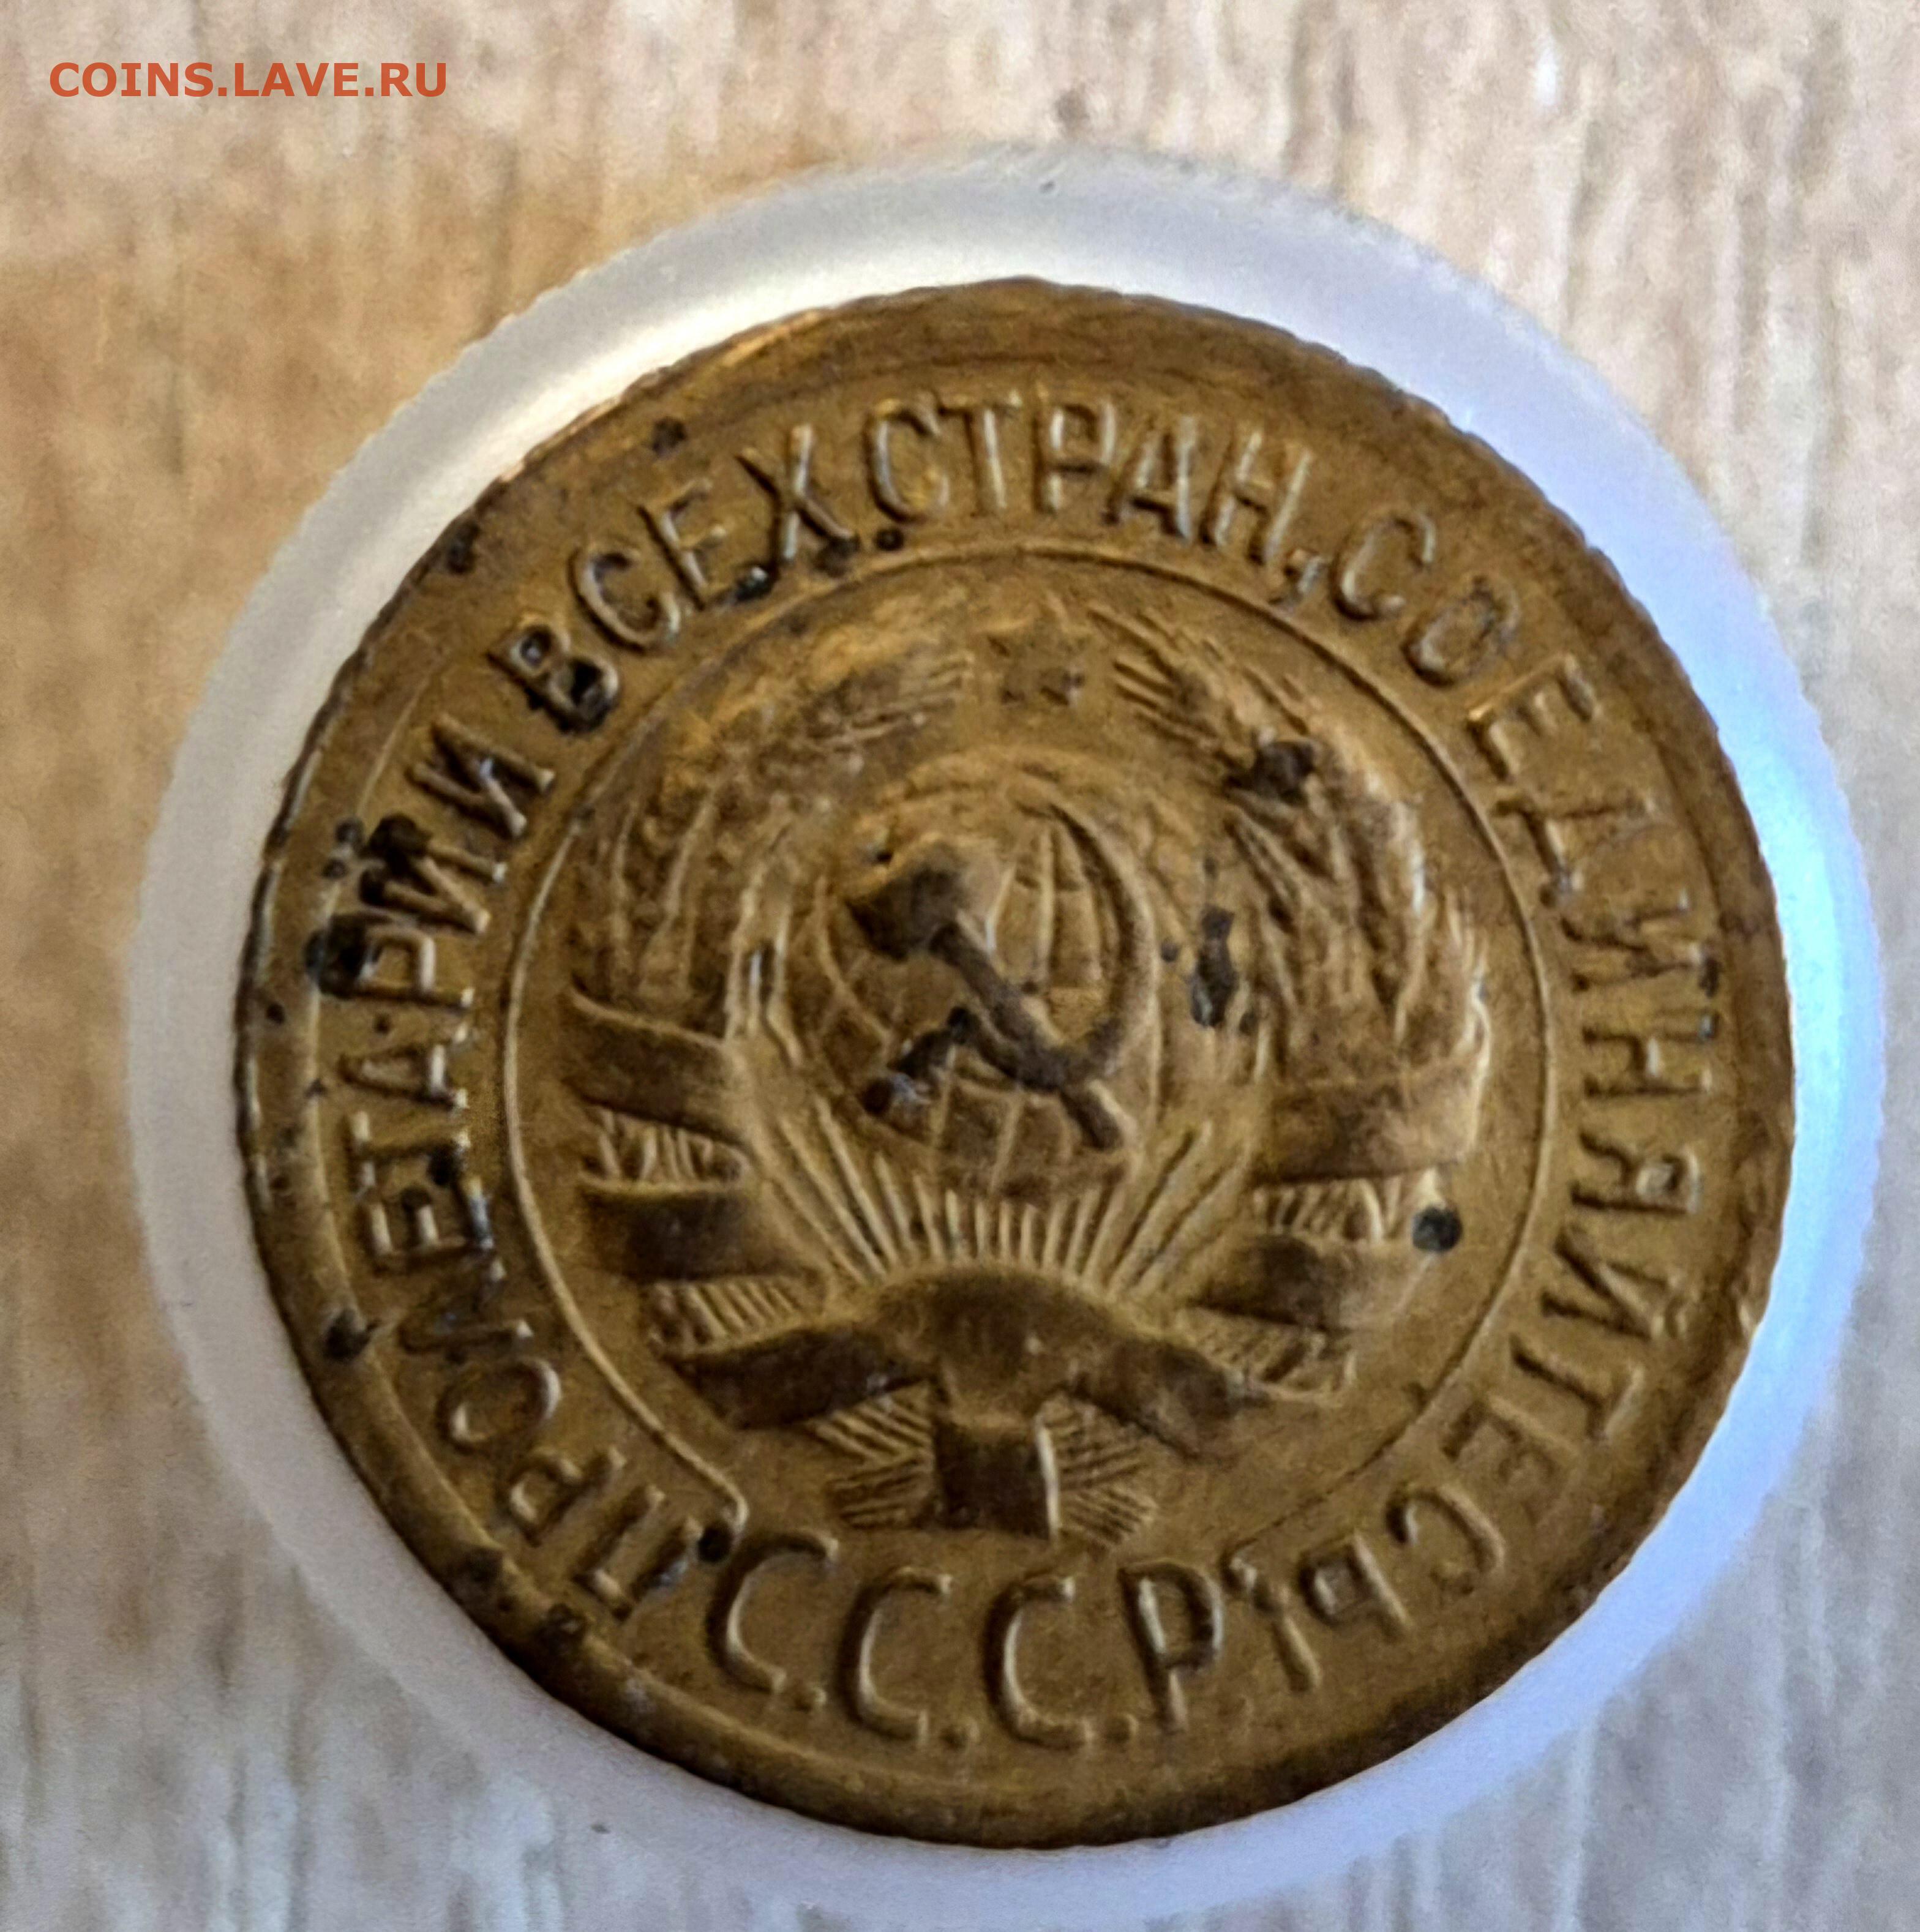 COINS.LAVE.RU
ПРОЛЕТАРИИ ВСЕХ СТРАН, СОЕДИНЯЙТЕСЬ!
С.С.С.Р.